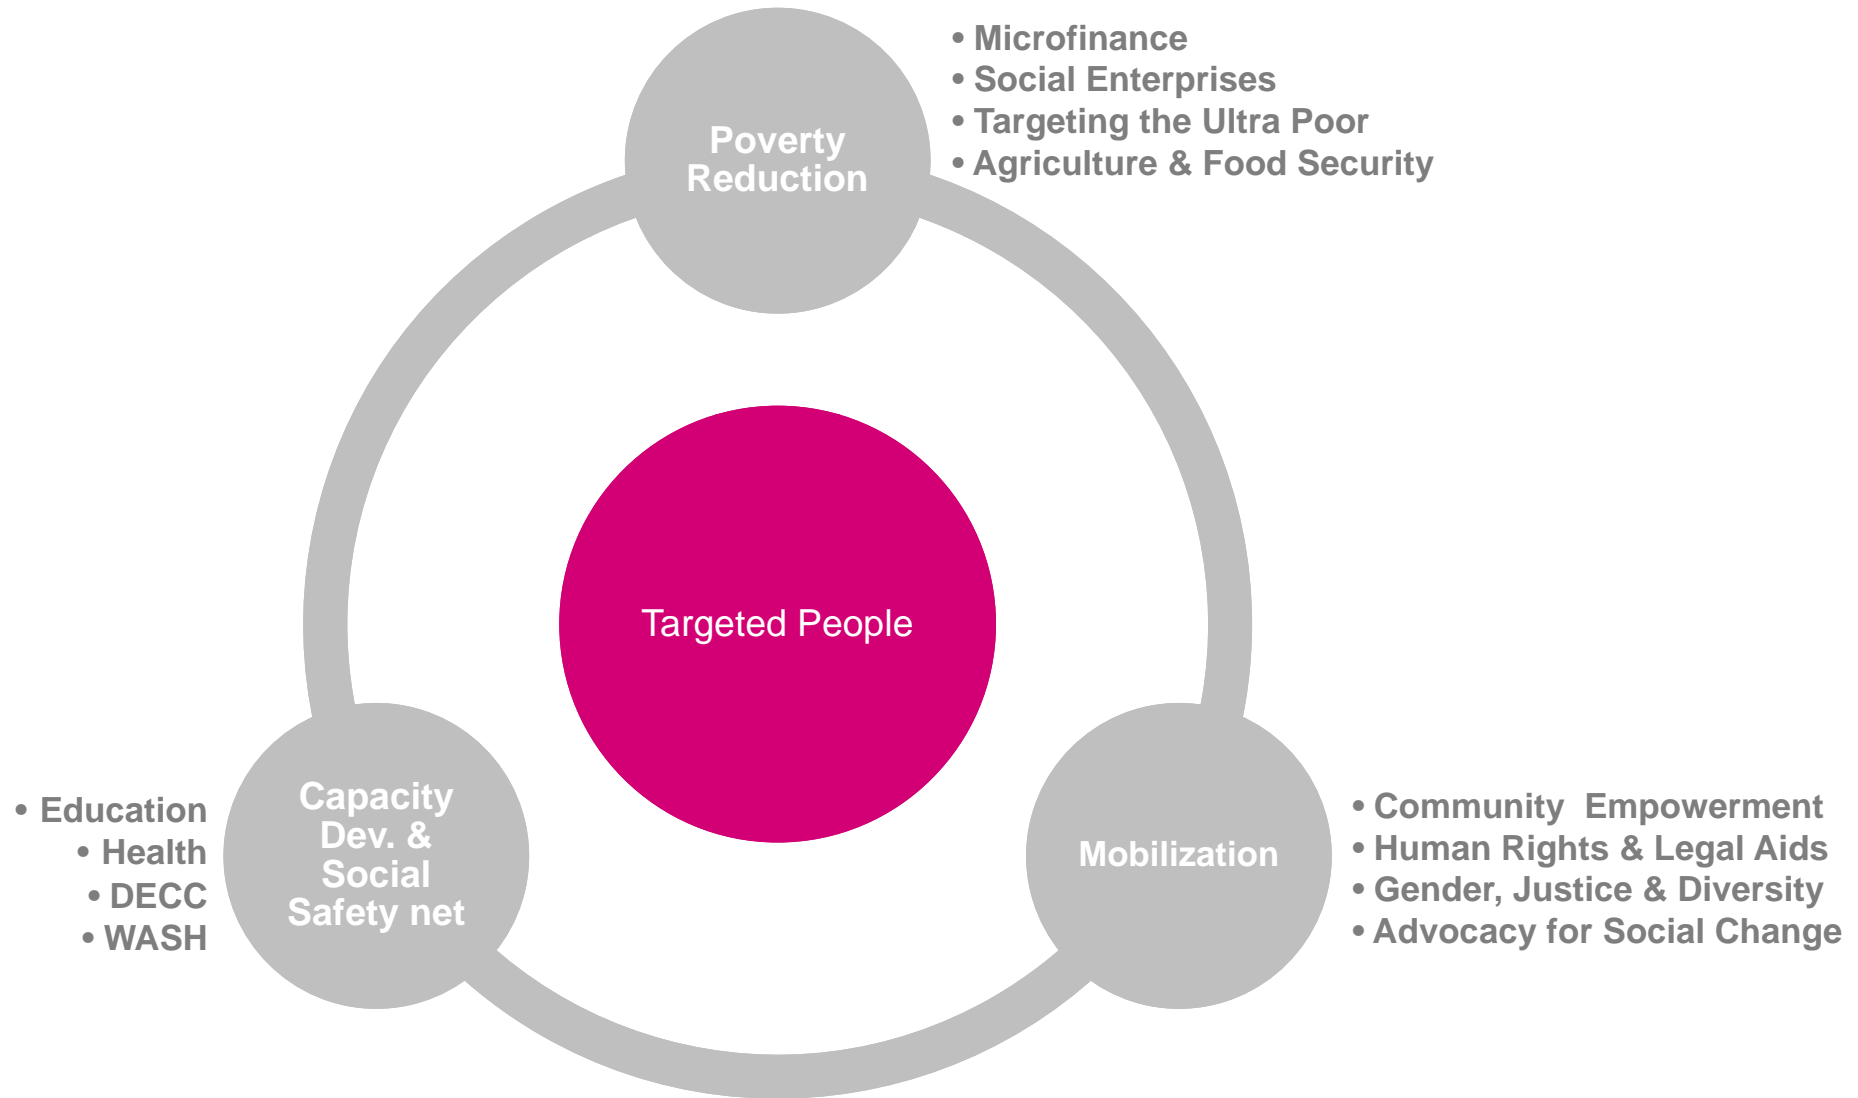 Poverty
Reduction
• Microfinance
• Social Enterprises
• Targeting the Ultra Poor
• Agriculture & Food Security
Targeted People
• Education
• Health
• DECC
• WASH
Capacity
Dev. &
Social
Safety net
Mobilization
• Community  Empowerment
• Human Rights & Legal Aids
• Gender, Justice & Diversity
• Advocacy for Social Change